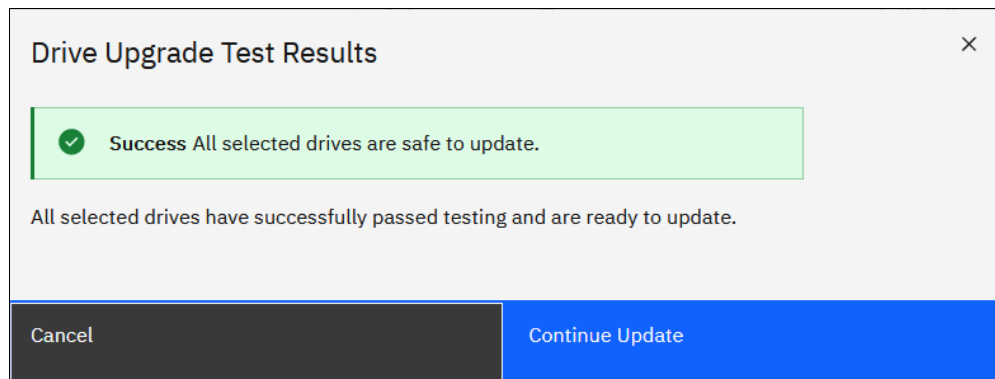 Drive Upgrade Test Results
Success All selected drives are safe to update.
All selected drives have successfully passed testing and are ready to update.
Cancel
Continue Update